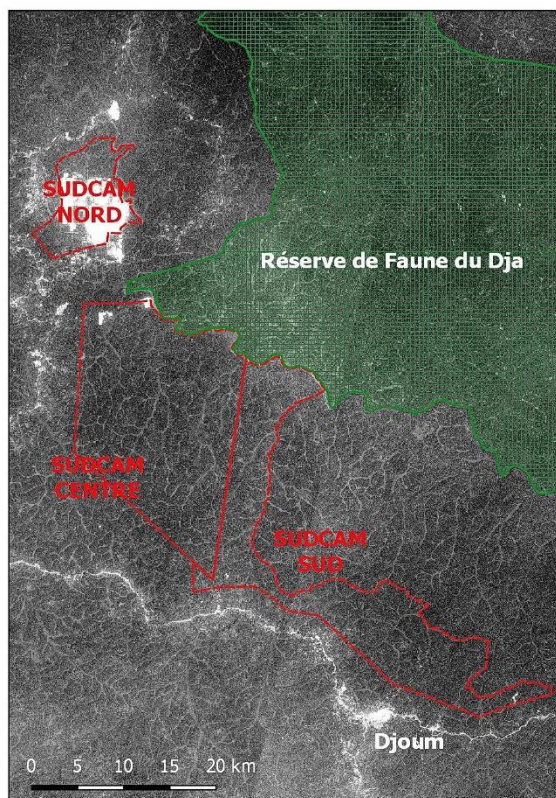 SUDCAM
NORD
Réserve de Faune du Dja
SUDCAM
CENTRE
SUDCAM
SUD
Djoum
0 5 10 15 20 km